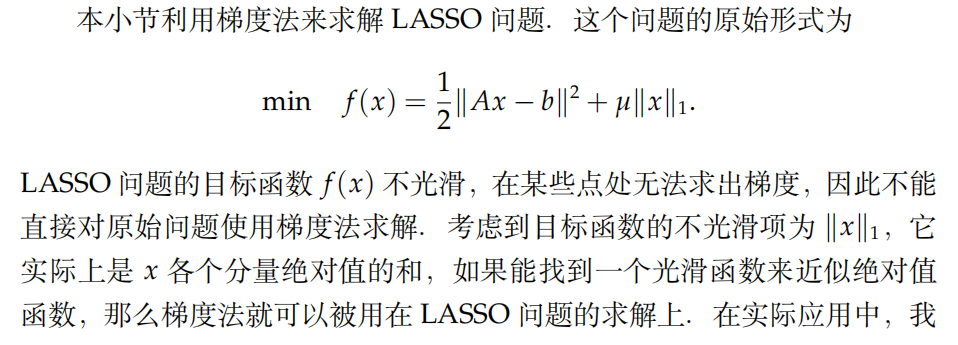 本小节利用梯度法来求解 LASSO 问题．这个问题的原始形式为
min f(x) = \frac{1}{2}‖Ax − b‖² + μ‖x‖₁.
LASSO 问题的目标函数 f(x) 不光滑，在某些点处无法求出梯度，因此不能
直接对原始问题使用梯度法求解．考虑到目标函数的不光滑项为 ‖x‖₁，它
实际上是 x 各个分量绝对值的和，如果能找到一个光滑函数来近似绝对值
函数，那么梯度法就可以被用在 LASSO 问题的求解上．在实际应用中，我